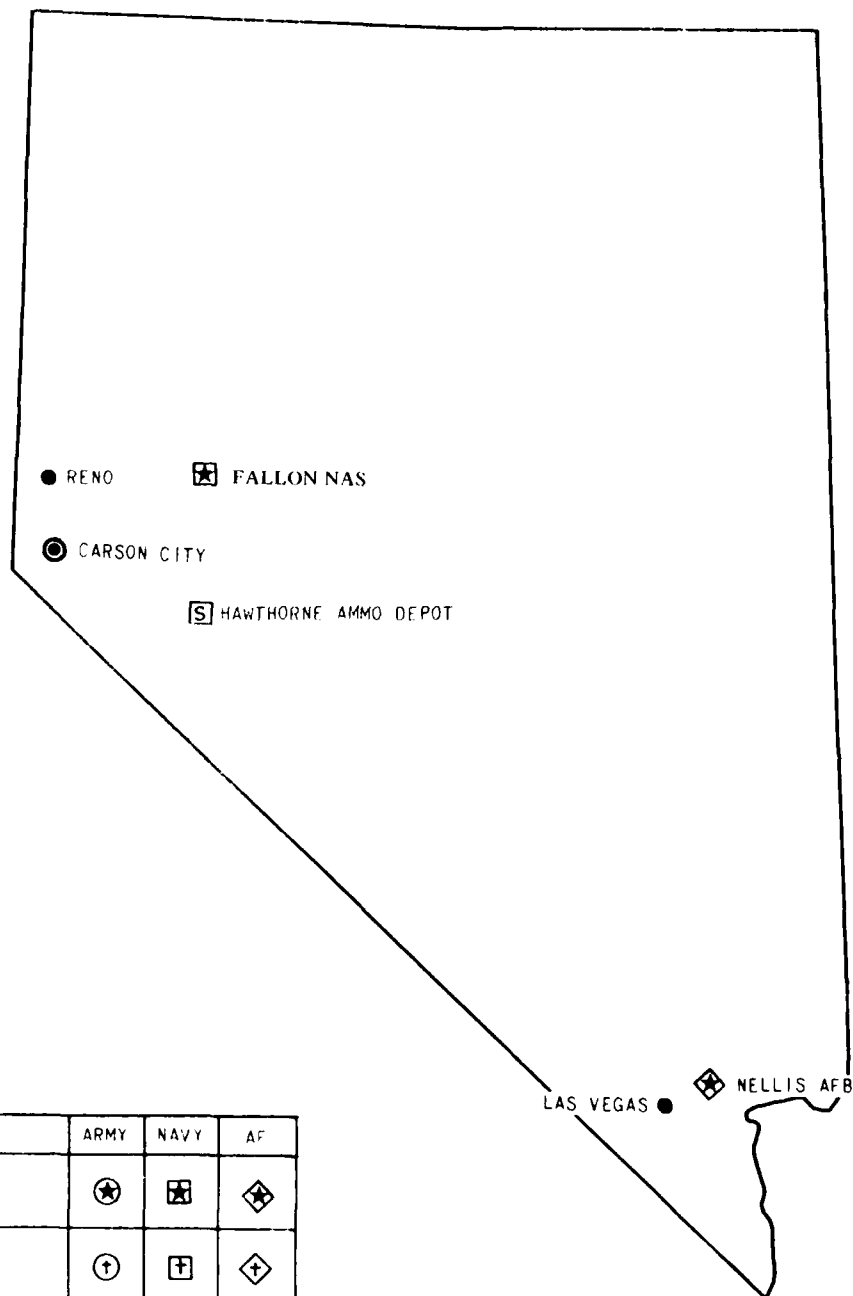 RENO
FALLON NAS
CARSON CITY
S HAWTHORNE AMMO DEPOT
NELLIS AFB
LAS VEGAS
ARMY NAVY AF